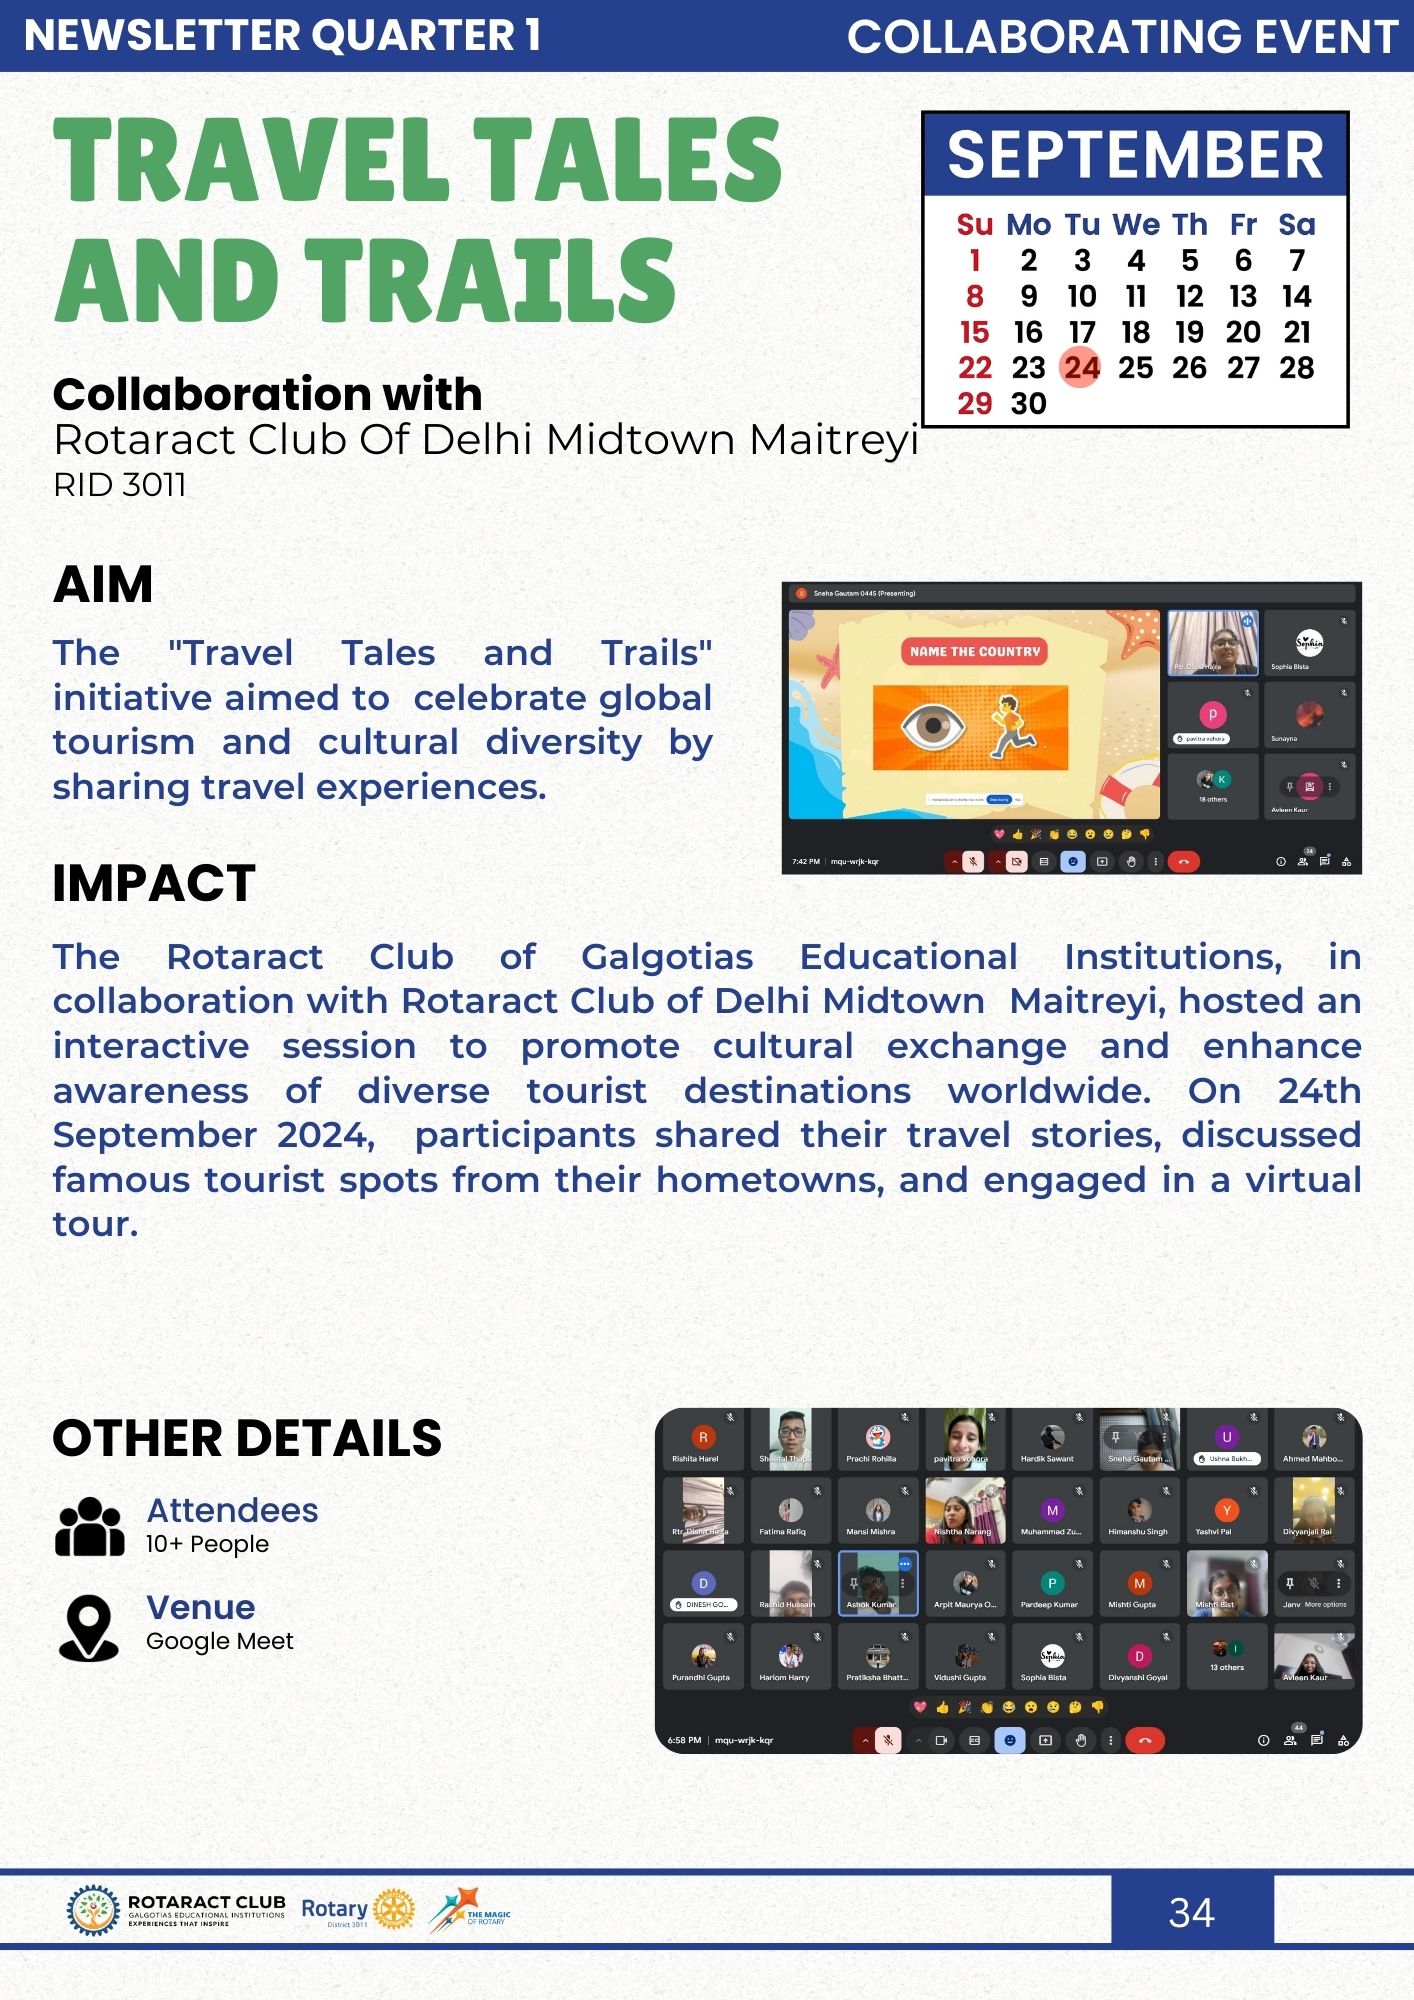 NEWSLETTER QUARTER 1
COLLABORATING EVENT
TRAVEL TALES
AND TRAILS
SEPTEMBER
Su Mo Tu We Th Fr Sa
1 2 3 4 5 6 7
8 9 10 11 12 13 14
15 16 17 18 19 20 21
22 23 24 25 26 27 28
29 30
Collaboration with
Rotaract Club Of Delhi Midtown Maitreyi
RID 3011
AIM
The "Travel Tales and Trails"
initiative aimed to celebrate global
tourism and cultural diversity by
sharing travel experiences.
Sneha Gautam 0445 (Presenting)
NAME THE COUNTRY
Rtr. Disha Hajra
Sophia Bista
Sophia
P
pavitra vohora
Sunayna
K
18 others
Avleen Kaur
7:42 PM | mqu-wrjk-kqr
24
IMPACT
The Rotaract Club of Galgotias Educational Institutions, in
collaboration with Rotaract Club of Delhi Midtown Maitreyi, hosted an
interactive session to promote cultural exchange and enhance
awareness of diverse tourist destinations worldwide. On 24th
September 2024, participants shared their travel stories, discussed
famous tourist spots from their hometowns, and engaged in a virtual
tour.
OTHER DETAILS
Attendees
10+ People
Venue
Google Meet
R
U
Rishita Harel
Sheetal Thapa
Prachi Rohilla
pavitra vohora
Hardik Sawant
Sneha Gautam ...
Ushna Bukh...
Ahmed Mahbo...
M
Y
Rtr. Disha Hajra
Fatima Rafiq
Mansi Mishra
Nishtha Narang
Muhammad Zu...
Himanshu Singh
Yashvi Pal
Divyanjali Rai
D
P
M
DINESH GO...
Rashid Hussain
Ashok Kumar
Arpit Maurya O...
Pardeep Kumar
Mishti Gupta
Mishti Bist
Janv More options
Sophia
D
I
Purandhi Gupta
Hariom Harry
Pratiksha Bhatt...
Vidushi Gupta
Sophia Bista
Divyanshi Goyal
13 others
Avleen Kaur
6:58 PM | mqu-wrjk-kqr
44
ROTARACT CLUB
GALGOTIAS EDUCATIONAL INSTITUTIONS
EXPERIENCES THAT INSPIRE
Rotary
District 3011
THE MAGIC
OF ROTARY
34